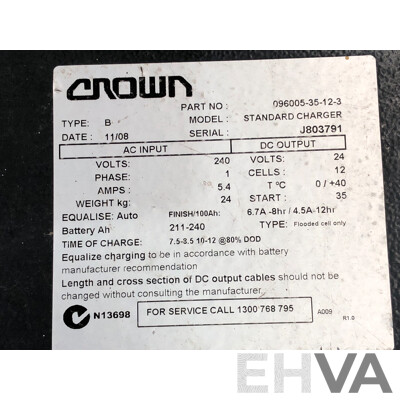 CROWN
PART NO : 096005-35-12-3
TYPE: B MODEL : STANDARD CHARGER
DATE : 11/08 SERIAL : J803791
AC INPUT DC OUTPUT
VOLTS: 240 VOLTS: 24
PHASE: 1 CELLS: 12
AMPS : 5.4 T °C 0 / +40
WEIGHT kg: 24 START : 35
EQUALISE: Auto FINISH/100Ah: 6.7A -8hr / 4.5A-12hr
Battery Ah 211-240 TYPE: Flooded cell only
TIME OF CHARGE: 7.5-3.5 10-12 @80% DOD
Equalize charging to be in accordance with battery
manufacturer recommendation
Length and cross section of DC output cables should not be
changed without consulting the manufacturer.
N13698 FOR SERVICE CALL 1300 768 795 A009 R1.0
EHVA